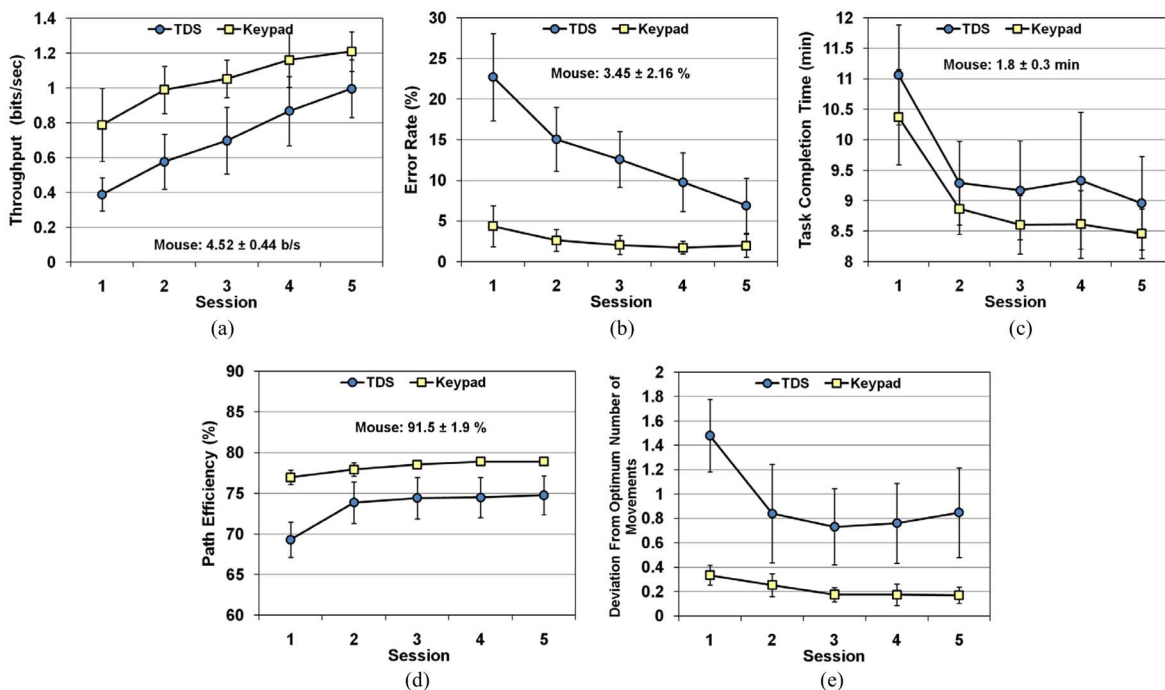 TDS Keypad
Throughput (bits/sec)
1.4
1.2
1
0.8
0.6
0.4
0.2
0
Mouse: 4.52 ± 0.44 b/s
1 2 3 4 5
Session
(a)
TDS Keypad
Error Rate (%)
30
25
20
15
10
5
0
Mouse: 3.45 ± 2.16 %
1 2 3 4 5
Session
(b)
TDS Keypad
Task Completion Time (min)
12
11.5
11
10.5
10
9.5
9
8.5
8
Mouse: 1.8 ± 0.3 min
1 2 3 4 5
Session
(c)
TDS Keypad
Path Efficiency (%)
90
85
80
75
70
65
60
Mouse: 91.5 ± 1.9 %
1 2 3 4 5
Session
(d)
TDS Keypad
Deviation From Optimum Number of
Movements
2
1.8
1.6
1.4
1.2
1
0.8
0.6
0.4
0.2
0
1 2 3 4 5
Session
(e)